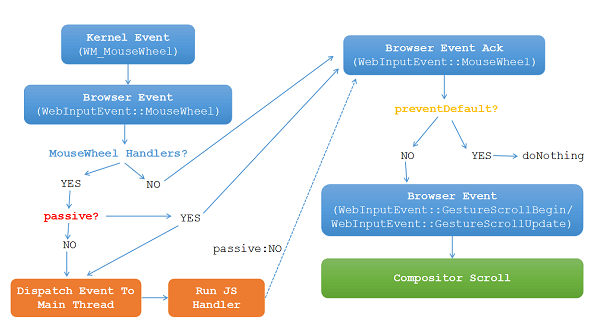 Kernel Event
(WM_MouseWheel)
Browser Event
(WebInputEvent::MouseWheel)
MouseWheel Handlers?
YES
NO
passive?
YES
NO
passive:NO
Dispatch Event To
Main Thread
Run JS
Handler
Browser Event Ack
(WebInputEvent::MouseWheel)
preventDefault?
NO
YES
doNothing
Browser Event
(WebInputEvent::GestureScrollBegin/
WebInputEvent::GestureScrollUpdate)
Compositor Scroll